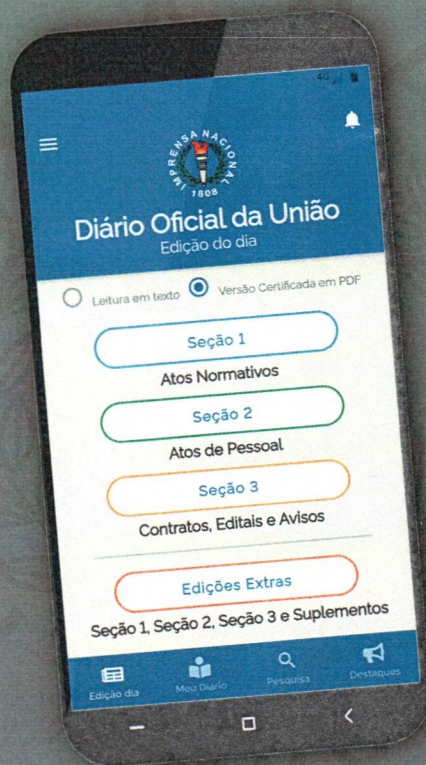 4G
IMPRENSA NACIONAL
1808
Diário Oficial da União
Edição do dia
Leitura em texto Versão Certificada em PDF
Seção 1
Atos Normativos
Seção 2
Atos de Pessoal
Seção 3
Contratos, Editais e Avisos
Edições Extras
Seção 1, Seção 2, Seção 3 e Suplementos
Edição dia Meu Diário Pesquisa Destaques